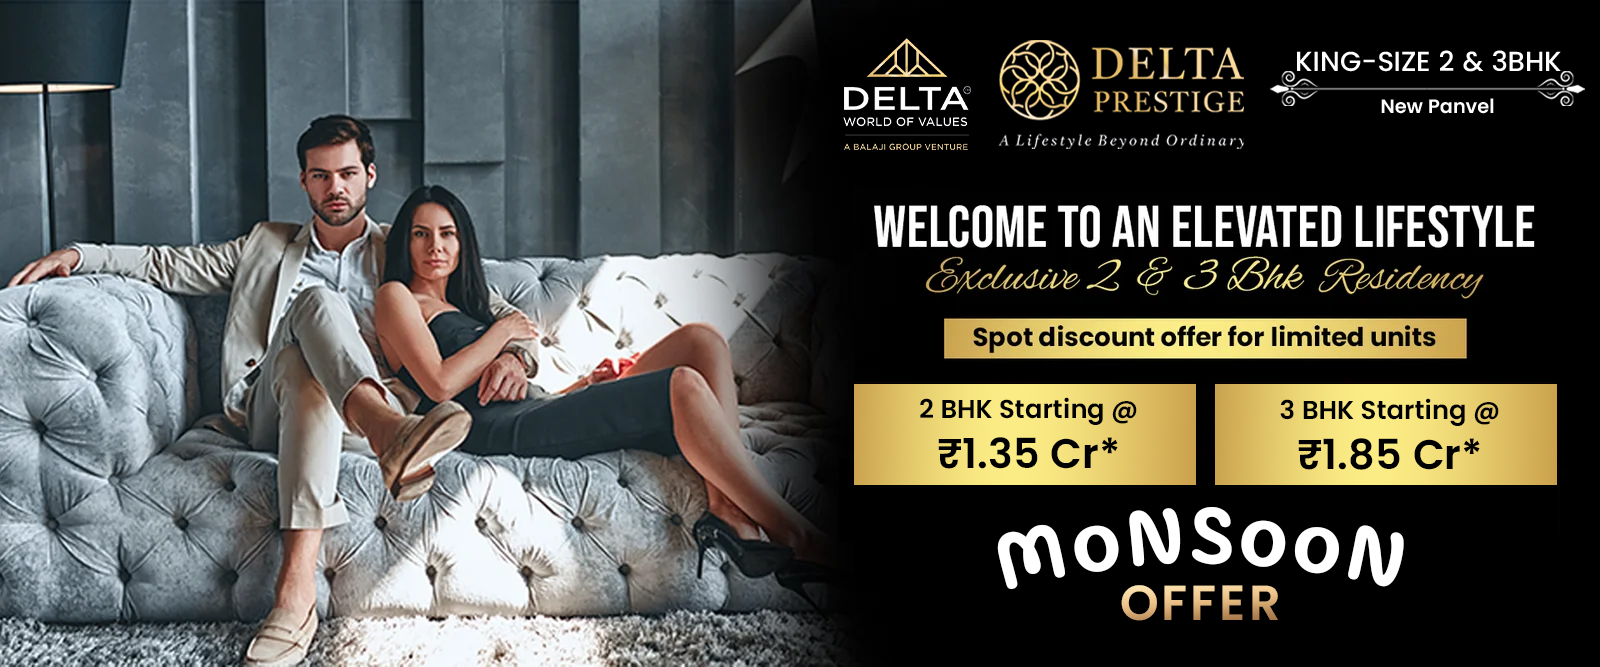 DELTA
WORLD OF VALUES
A BALAJI GROUP VENTURE
DELTA
PRESTIGE
A Lifestyle Beyond Ordinary
KING-SIZE 2 & 3BHK
New Panvel
WELCOME TO AN ELEVATED LIFESTYLE
Exclusive 2 & 3 Bhk Residency
Spot discount offer for limited units
2 BHK Starting @
₹1.35 Cr*
3 BHK Starting @
₹1.85 Cr*
MONSOON
OFFER